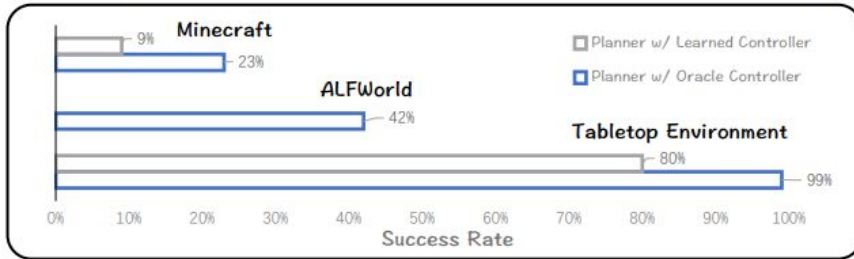 Minecraft
9%
Planner w/ Learned Controller
23%
Planner w/ Oracle Controller
ALFWorld
42%
Tabletop Environment
80%
99%
0% 10% 20% 30% 40% 50% 60% 70% 80% 90% 100%
Success Rate